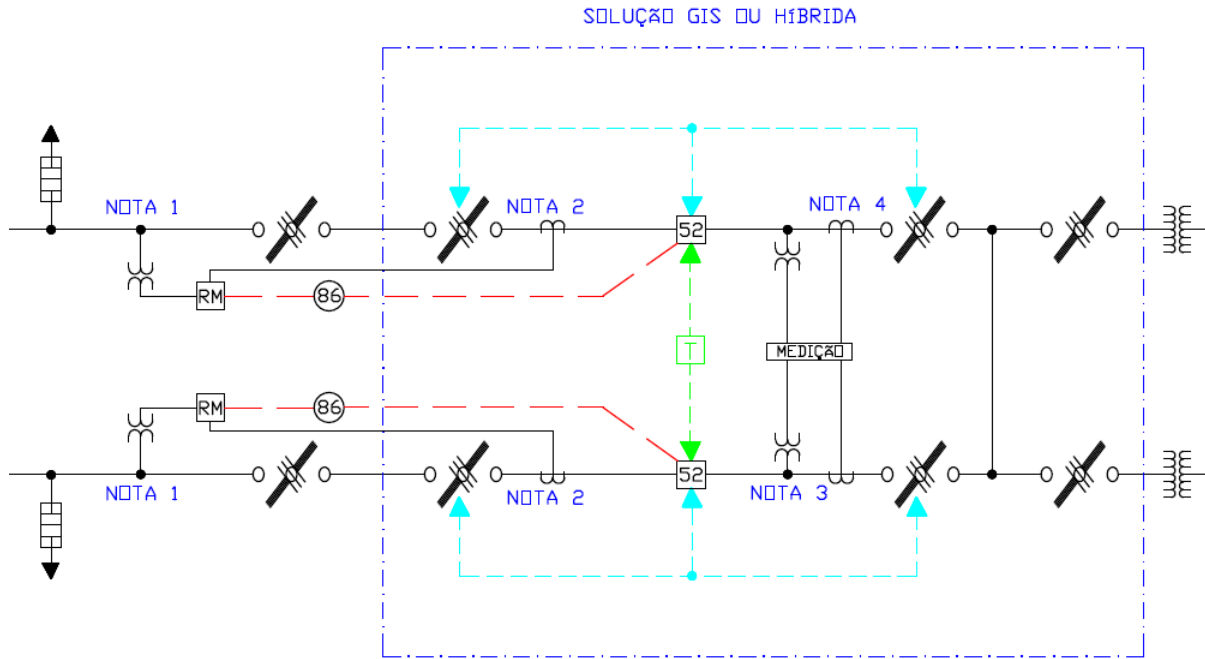 SOLUÇÃO GIS OU HÍBRIDA
NOTA 1
NOTA 2
52
NOTA 4
RM
86
T
MEDIÇÃO
RM
86
NOTA 1
NOTA 2
52
NOTA 3